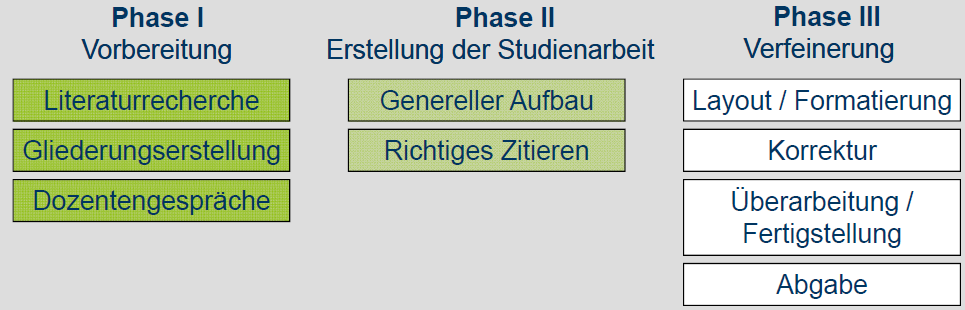 Phase I
Vorbereitung
Literaturrecherche
Gliederungserstellung
Dozentengespräche
Phase II
Erstellung der Studienarbeit
Genereller Aufbau
Richtiges Zitieren
Phase III
Verfeinerung
Layout / Formatierung
Korrektur
Überarbeitung /
Fertigstellung
Abgabe